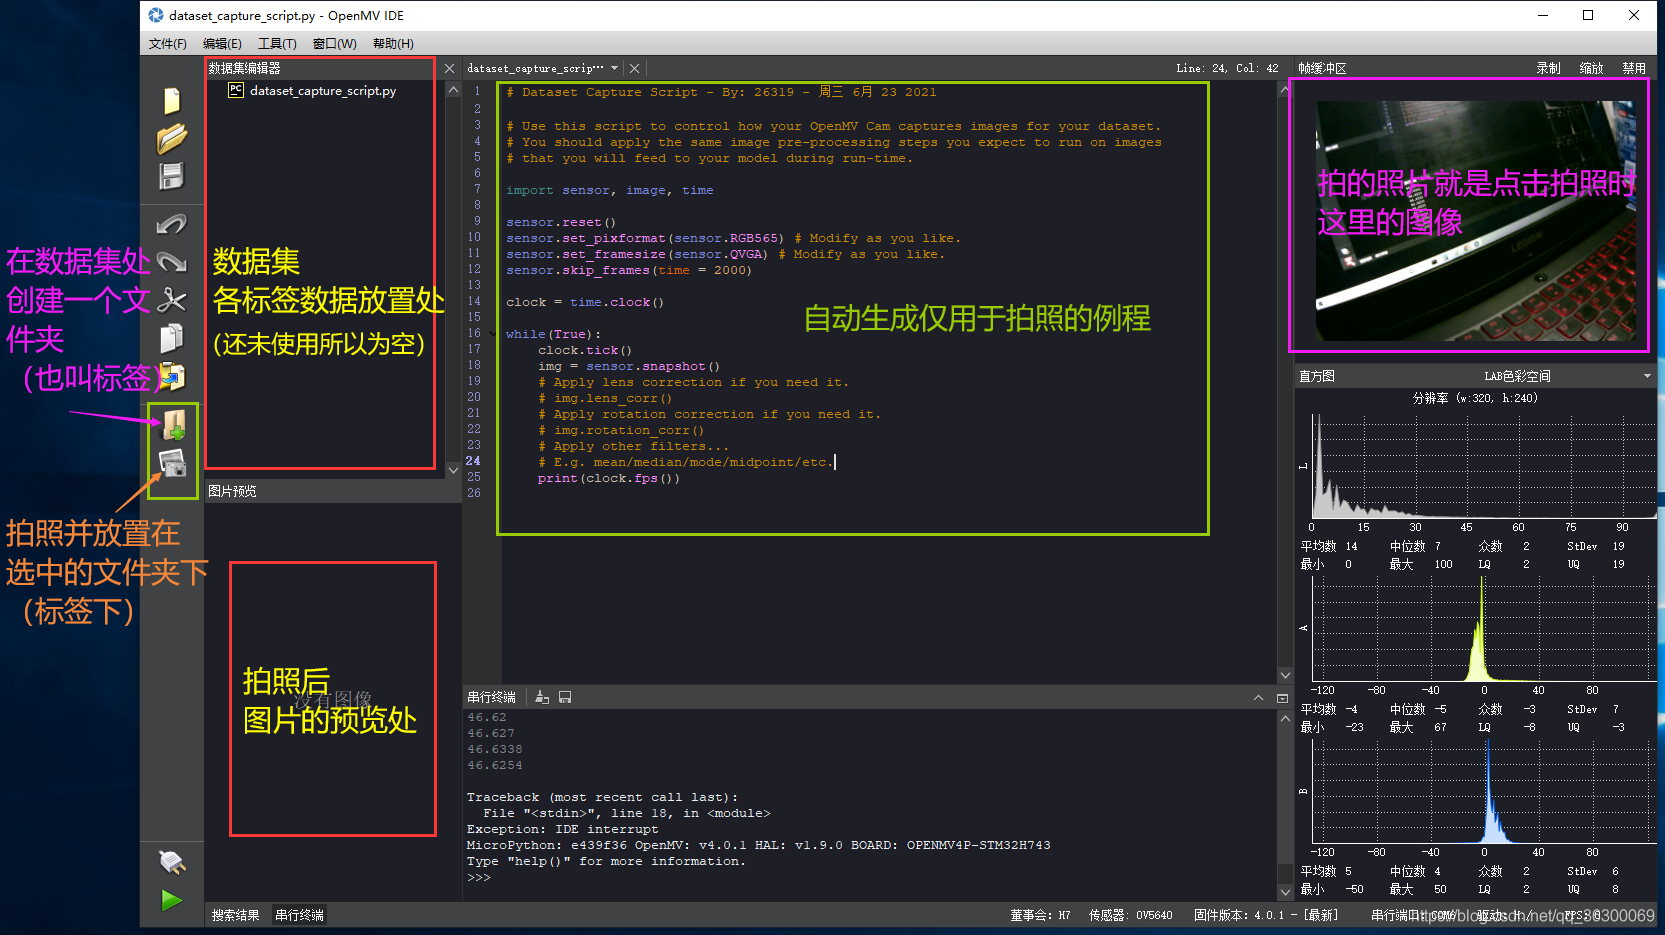 dataset_capture_script.py - OpenMV IDE
文件(F) 编辑(E) 工具(T) 窗口(W) 帮助(H)
数据集编辑器
dataset_capture_script.py
数据集
各标签数据放置处
(还未使用所以为空)
在数据集处
创建一个文
件夹
(也叫标签)
拍照并放置在
选中的文件夹下
(标签下)
图片预览
没有图像
拍照后
图片的预览处
dataset_capture_scrip…
Line: 24, Col: 42
1 # Dataset Capture Script - By: 26319 - 周三 6月 23 2021
2
3 # Use this script to control how your OpenMV Cam captures images for your dataset.
4 # You should apply the same image pre-processing steps you expect to run on images
5 # that you will feed to your model during run-time.
6
7 import sensor, image, time
8
9 sensor.reset()
10 sensor.set_pixformat(sensor.RGB565) # Modify as you like.
11 sensor.set_framesize(sensor.QVGA) # Modify as you like.
12 sensor.skip_frames(time = 2000)
13
14 clock = time.clock()
15
16 while(True):
17     clock.tick()
18     img = sensor.snapshot()
19     # Apply lens correction if you need it.
20     # img.lens_corr()
21     # Apply rotation correction if you need it.
22     # img.rotation_corr()
23     # Apply other filters...
24     # E.g. mean/median/mode/midpoint/etc.
25     print(clock.fps())
26
自动生成仅用于拍照的例程
串行终端
46.62
46.627
46.6338
46.6254
Traceback (most recent call last):
  File "<stdin>", line 18, in <module>
Exception: IDE interrupt
MicroPython: e439f36 OpenMV: v4.0.1 HAL: v1.9.0 BOARD: OPENMV4P-STM32H743
Type "help()" for more information.
>>>
帧缓冲区 录制 缩放 禁用
拍的照片就是点击拍照时
这里的图像
直方图 LAB色彩空间
分辨率 (w:320, h:240)
L
0 15 30 45 60 75 90
平均数 14 中位数 7 众数 2 StDev 19
最小 0 最大 100 LQ 2 UQ 19
A
-120 -80 -40 0 40 80
平均数 -4 中位数 -5 众数 -3 StDev 7
最小 -23 最大 67 LQ -8 UQ -3
B
-120 -80 -40 0 40 80
平均数 5 中位数 4 众数 2 StDev 6
最小 -50 最大 50 LQ 2 UQ 8
搜索结果 串行终端
董事会: H7 传感器: OV5640 固件版本: 4.0.1 - [最新] 串行端口: COM6 驱动: H:/ FPS:
https://blog.csdn.net/qq_36300069